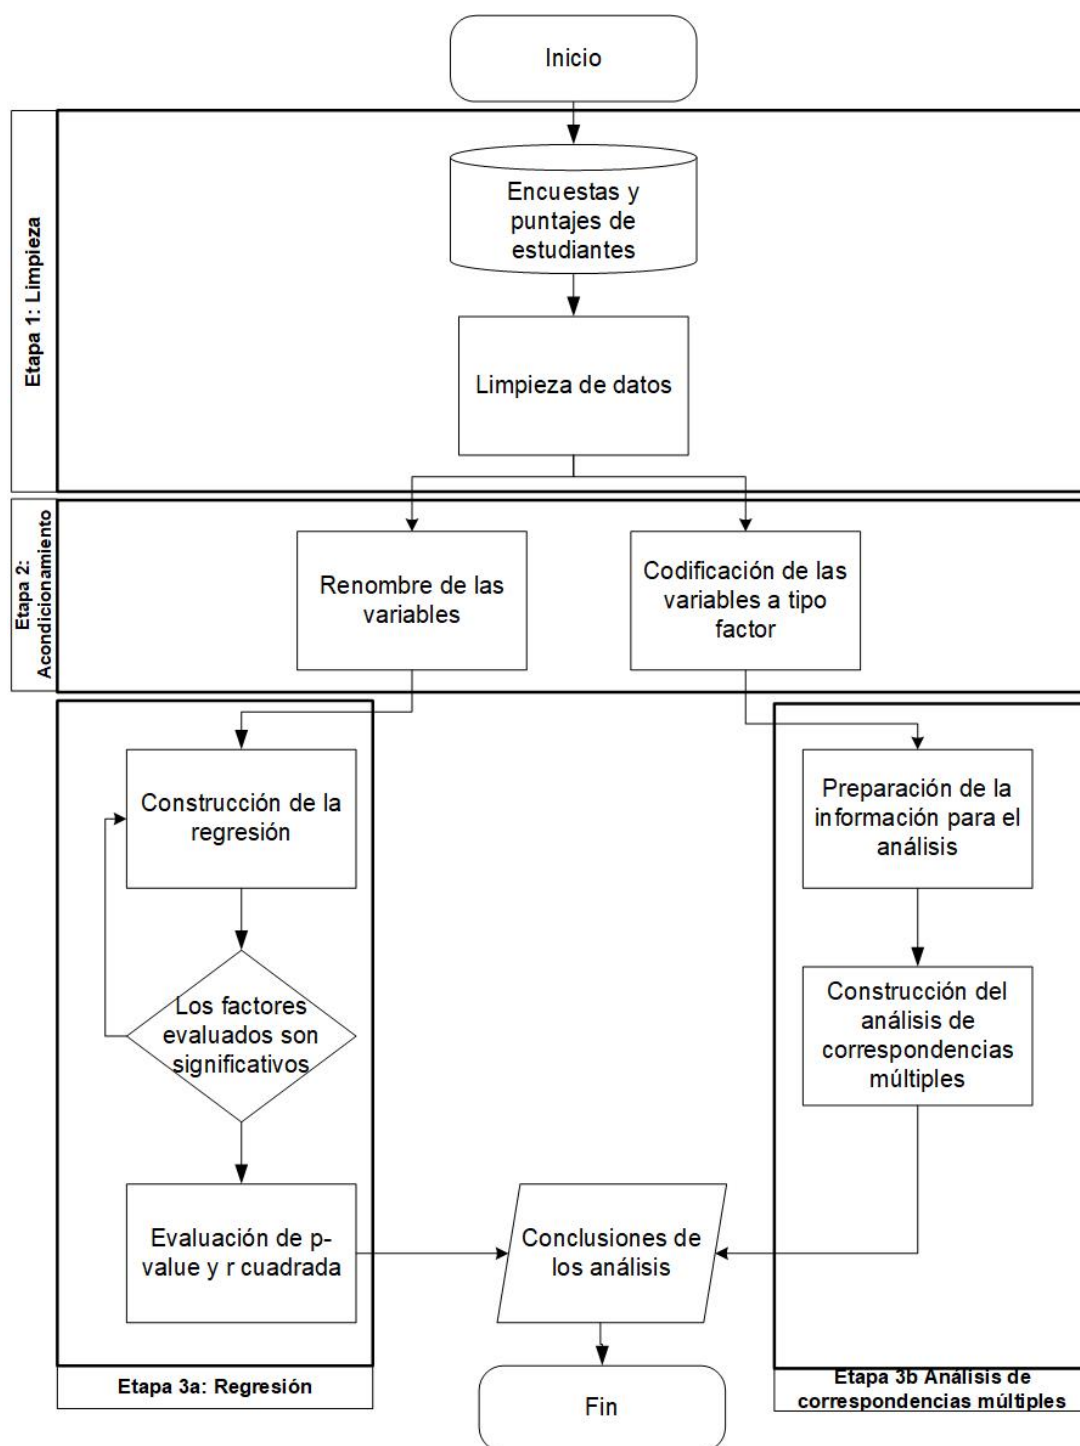 Inicio
Etapa 1: Limpieza
Encuestas y
puntajes de
estudiantes
Limpieza de datos
Etapa 2:
Acondicionamiento
Renombre de las
variables
Codificación de las
variables a tipo
factor
Construcción de la
regresión
Preparación de la
información para el
análisis
Los factores
evaluados son
significativos
Construcción del
análisis de
correspondencias
múltiples
Evaluación de p-
value y r cuadrada
Conclusiones de
los análisis
Etapa 3a: Regresión
Etapa 3b Análisis de
correspondencias múltiples
Fin